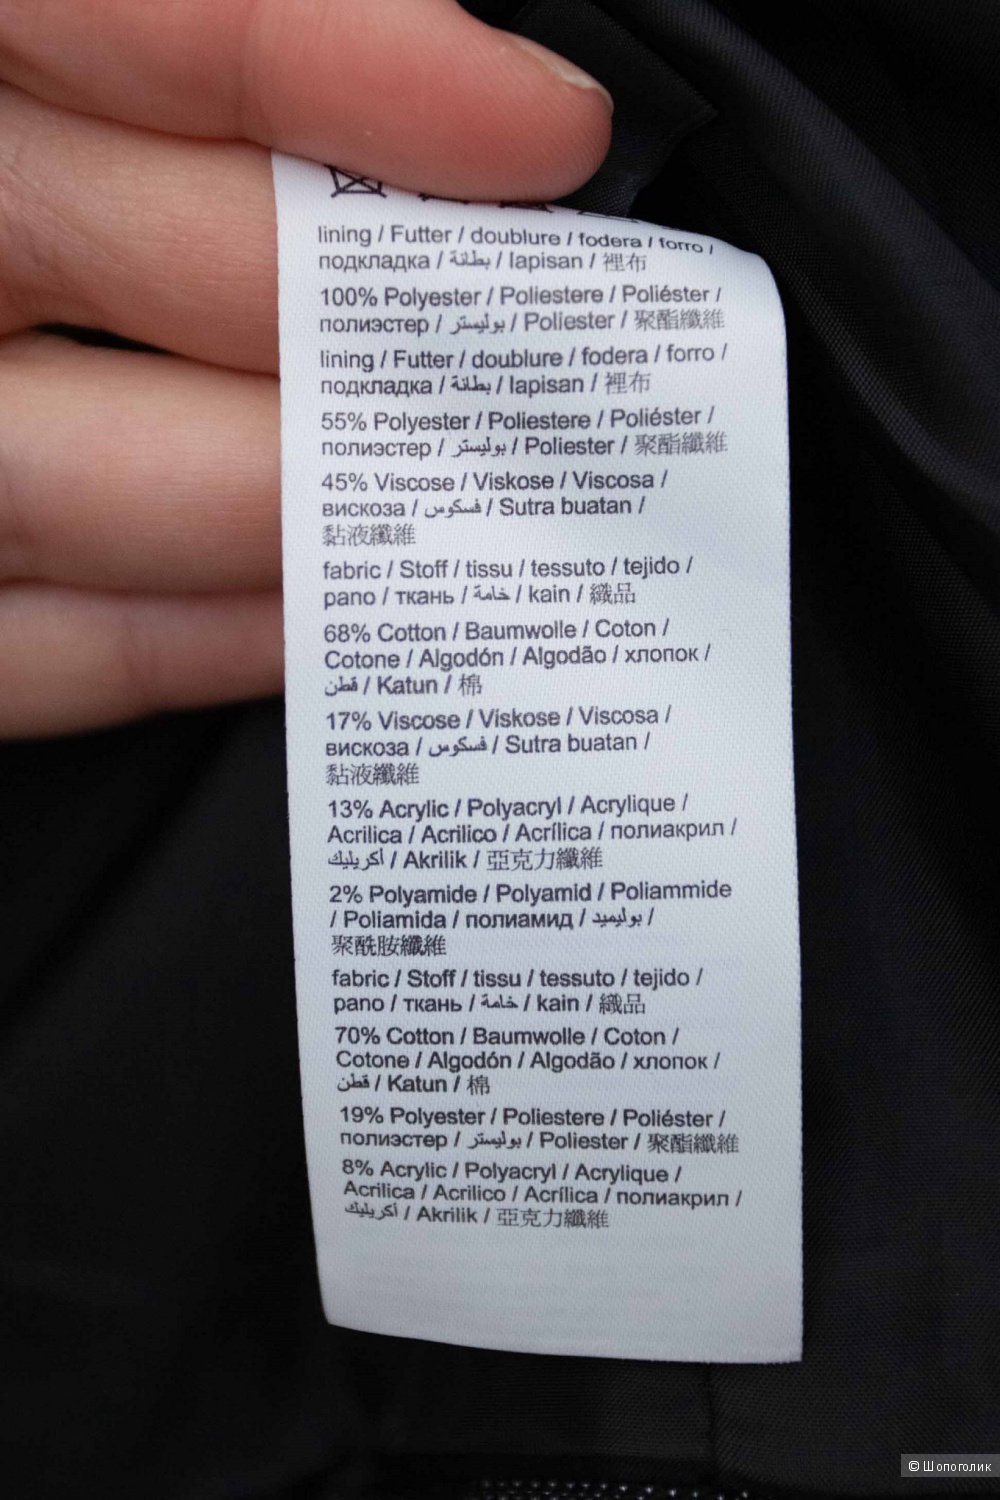 lining / Futter / doublure / fodera / forro /
подкладка / بطانة / lapisan / 裡布
100% Polyester / Poliestere / Poliéster /
полиэстер / بوليستر / Poliester / 聚酯纖維
lining / Futter / doublure / fodera / forro /
подкладка / بطانة / lapisan / 裡布
55% Polyester / Poliestere / Poliéster /
полиэстер / بوليستر / Poliester / 聚酯纖維
45% Viscose / Viskose / Viscosa /
вискоза / فسكوس / Sutra buatan /
黏液纖維
fabric / Stoff / tissu / tessuto / tejido /
pano / ткань / خامة / kain / 織品
68% Cotton / Baumwolle / Coton /
Cotone / Algodón / Algodão / хлопок /
قطن / Katun / 棉
17% Viscose / Viskose / Viscosa /
вискоза / فسكوس / Sutra buatan /
黏液纖維
13% Acrylic / Polyacryl / Acrylique /
Acrilica / Acrilico / Acrílica / полиакрил /
أكريليك / Akrilik / 亞克力纖維
2% Polyamide / Polyamid / Poliammide
/ Poliamida / полиамид / بوليميد /
聚酰胺纖維
fabric / Stoff / tissu / tessuto / tejido /
pano / ткань / خامة / kain / 織品
70% Cotton / Baumwolle / Coton /
Cotone / Algodón / Algodão / хлопок /
قطن / Katun / 棉
19% Polyester / Poliestere / Poliéster /
полиэстер / بوليستر / Poliester / 聚酯纖維
8% Acrylic / Polyacryl / Acrylique /
Acrilica / Acrilico / Acrílica / полиакрил /
أكريليك / Akrilik / 亞克力纖維
© Шопоголик